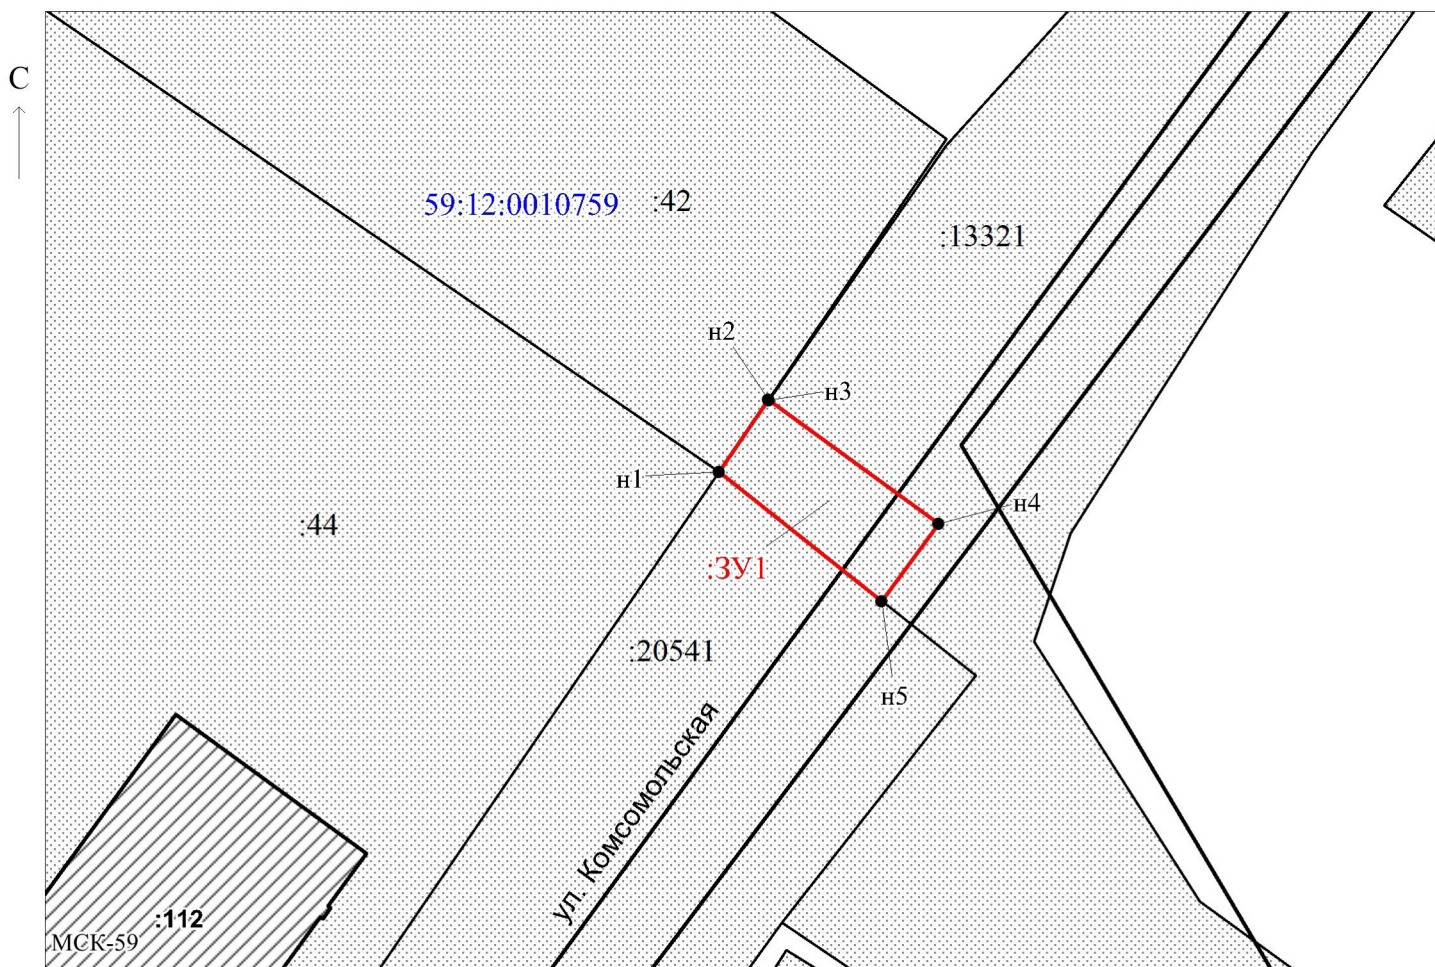 С
59:12:0010759 :42
:13321
н2
н3
н1
н4
:44
:ЗУ1
:20541
н5
ул. Комсомольская
:112
МСК-59